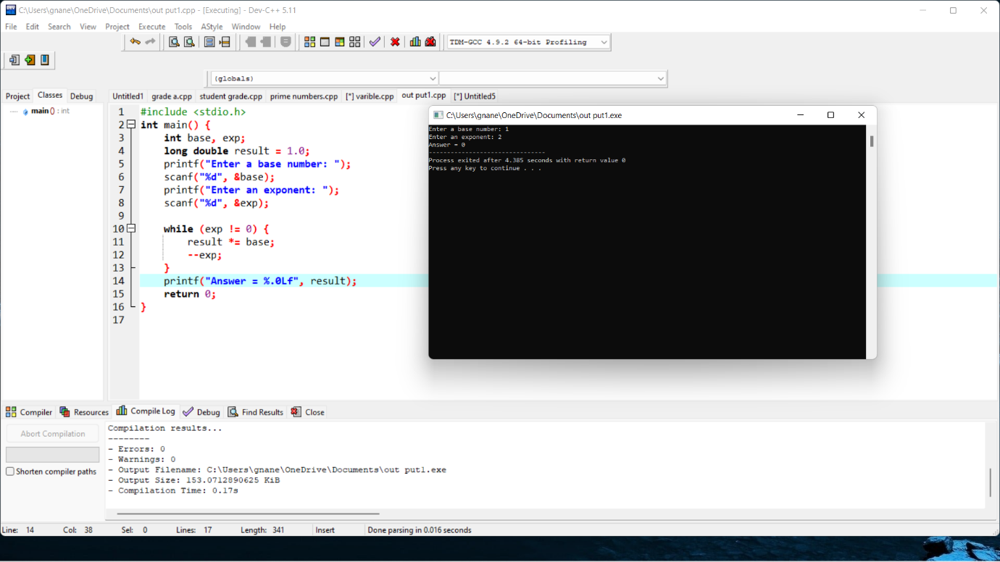 C:\Users\gnane\OneDrive\Documents\out put1.cpp - [Executing] - Dev-C++ 5.11
File Edit Search View Project Execute Tools AStyle Window Help
TDM-GCC 4.9.2 64-bit Profiling
(globals)
Project Classes Debug
Untitled1 grade a.cpp student grade.cpp prime numbers.cpp [*] varible.cpp out put1.cpp [*] Untitled5
main() : int
1 #include <stdio.h>
2 int main() {
3 int base, exp;
4 long double result = 1.0;
5 printf("Enter a base number: ");
6 scanf("%d", &base);
7 printf("Enter an exponent: ");
8 scanf("%d", &exp);
9
10 while (exp != 0) {
11 result *= base;
12 --exp;
13 }
14 printf("Answer = %.0Lf", result);
15 return 0;
16 }
17
C:\Users\gnane\OneDrive\Documents\out put1.exe
Enter a base number: 1
Enter an exponent: 2
Answer = 0
--------------------------------
Process exited after 4.385 seconds with return value 0
Press any key to continue . . .
Compiler Resources Compile Log Debug Find Results Close
Abort Compilation
Shorten compiler paths
Compilation results...
--------
- Errors: 0
- Warnings: 0
- Output Filename: C:\Users\gnane\OneDrive\Documents\out put1.exe
- Output Size: 153.0712890625 KiB
- Compilation Time: 0.17s
Line: 14 Col: 38 Sel: 0 Lines: 17 Length: 341 Insert Done parsing in 0.016 seconds